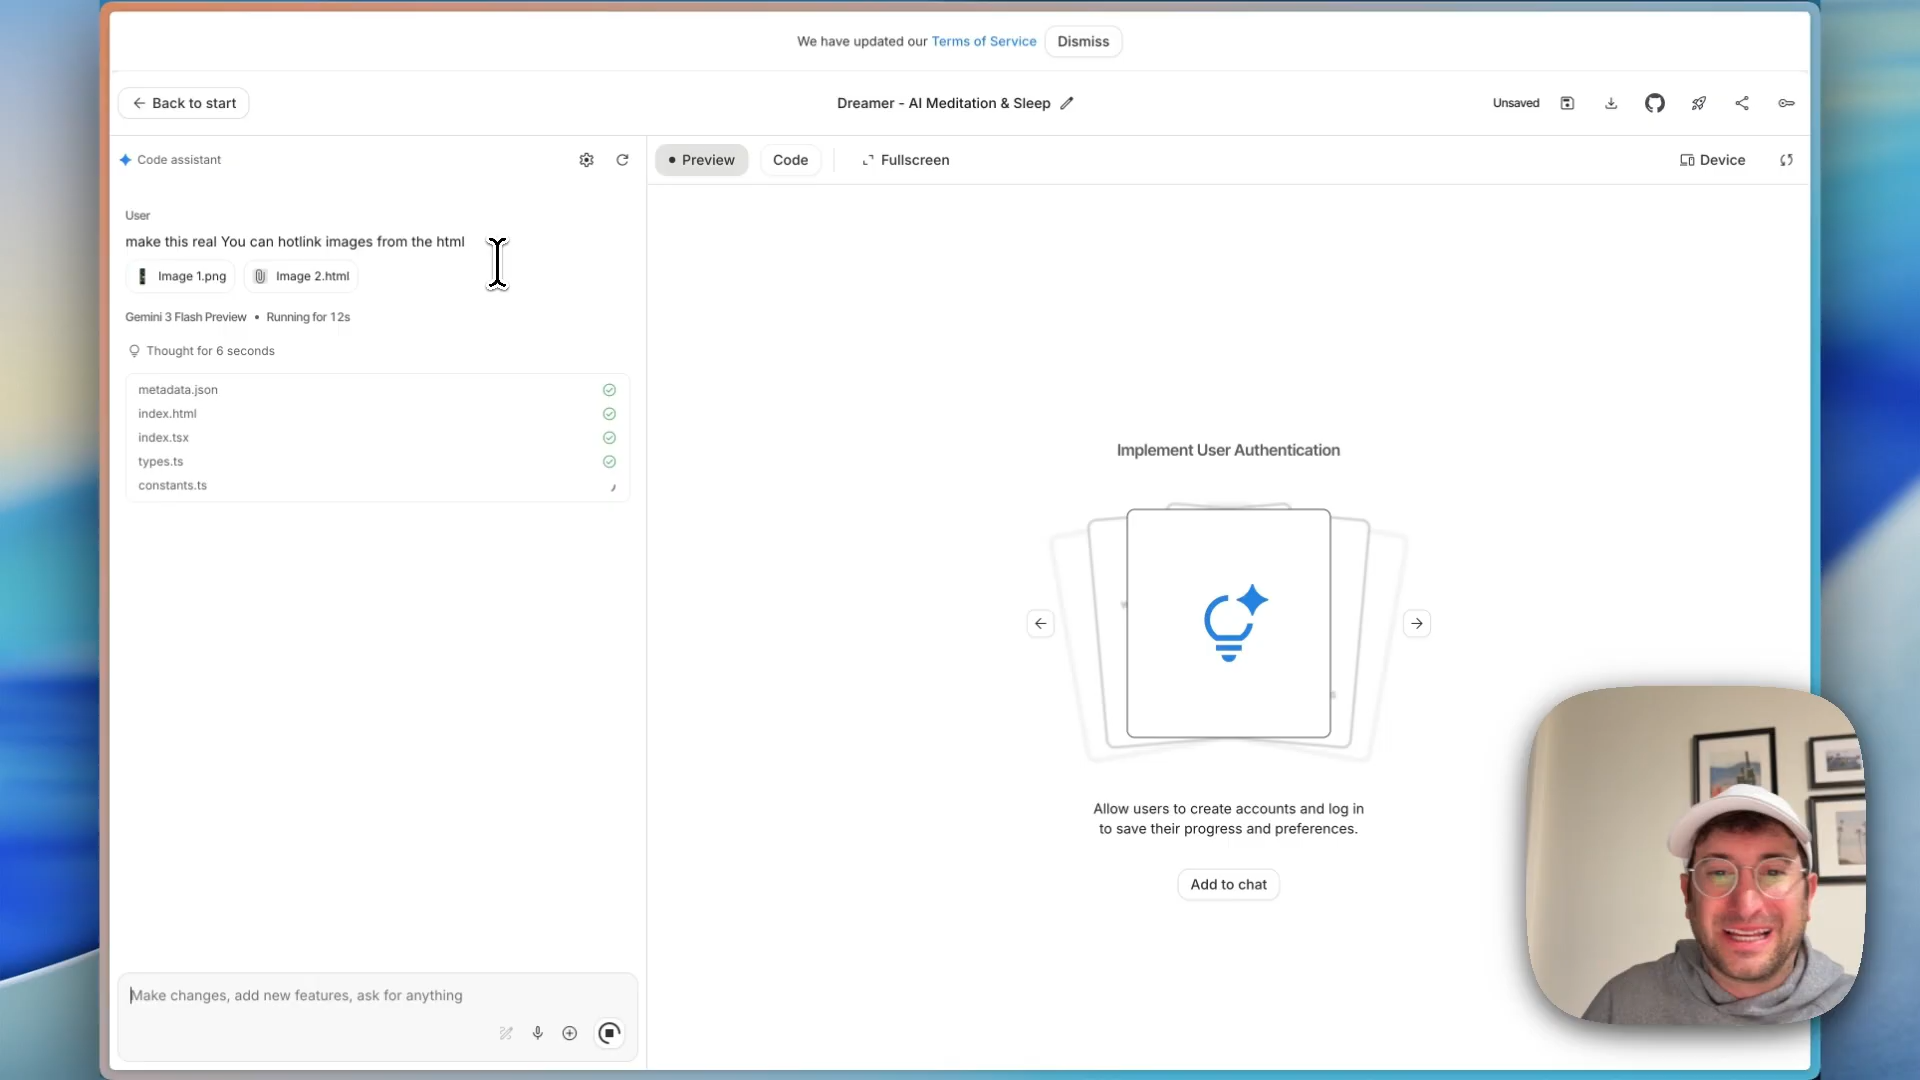 We have updated our Terms of Service
Dismiss
Back to start
Dreamer - AI Meditation & Sleep
Unsaved
Code assistant
Preview
Code
Fullscreen
Device
User
make this real You can hotlink images from the html
Image 1.png
Image 2.html
Gemini 3 Flash Preview • Running for 12s
Thought for 6 seconds
metadata.json
index.html
index.tsx
types.ts
constants.ts
Implement User Authentication
Allow users to create accounts and log in
to save their progress and preferences.
Add to chat
Make changes, add new features, ask for anything